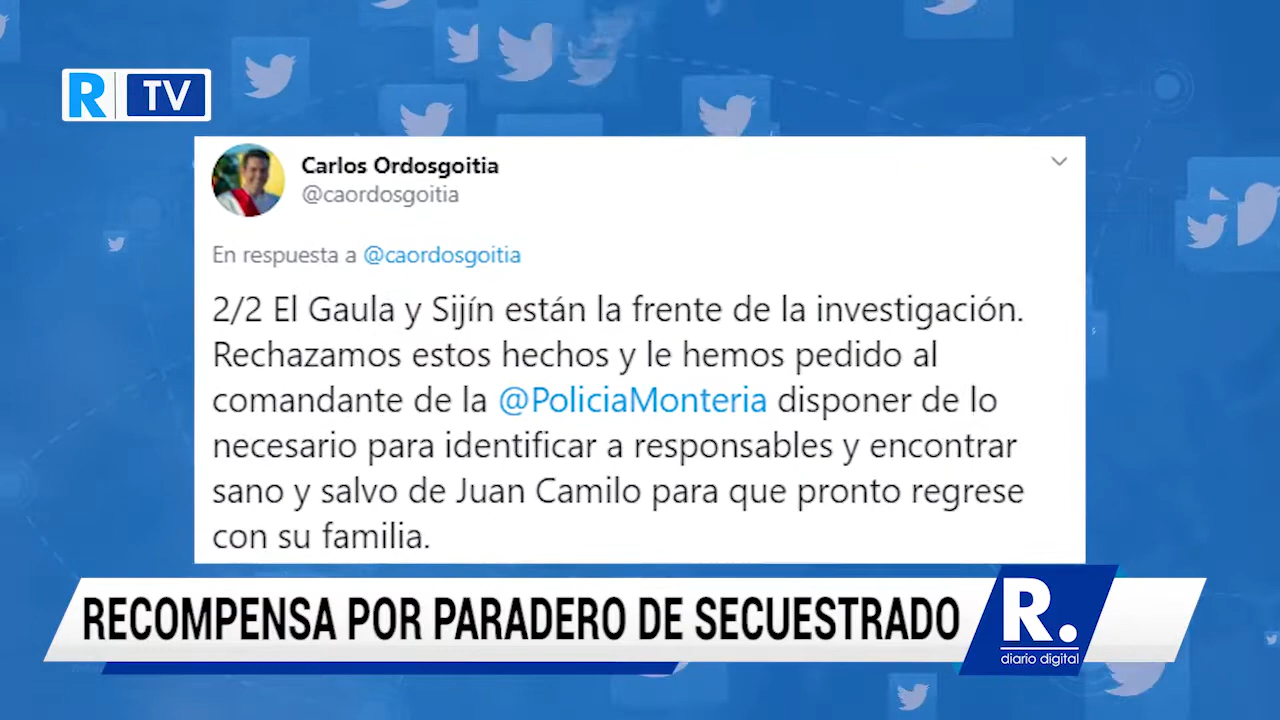 R TV
Carlos Ordosgoitia
@caordosgoitia
En respuesta a @caordosgoitia
2/2 El Gaula y Sijín están la frente de la investigación.
Rechazamos estos hechos y le hemos pedido al
comandante de la @PoliciaMonteria disponer de lo
necesario para identificar a responsables y encontrar
sano y salvo de Juan Camilo para que pronto regrese
con su familia.
RECOMPENSA POR PARADERO DE SECUESTRADO
R.
diario digital